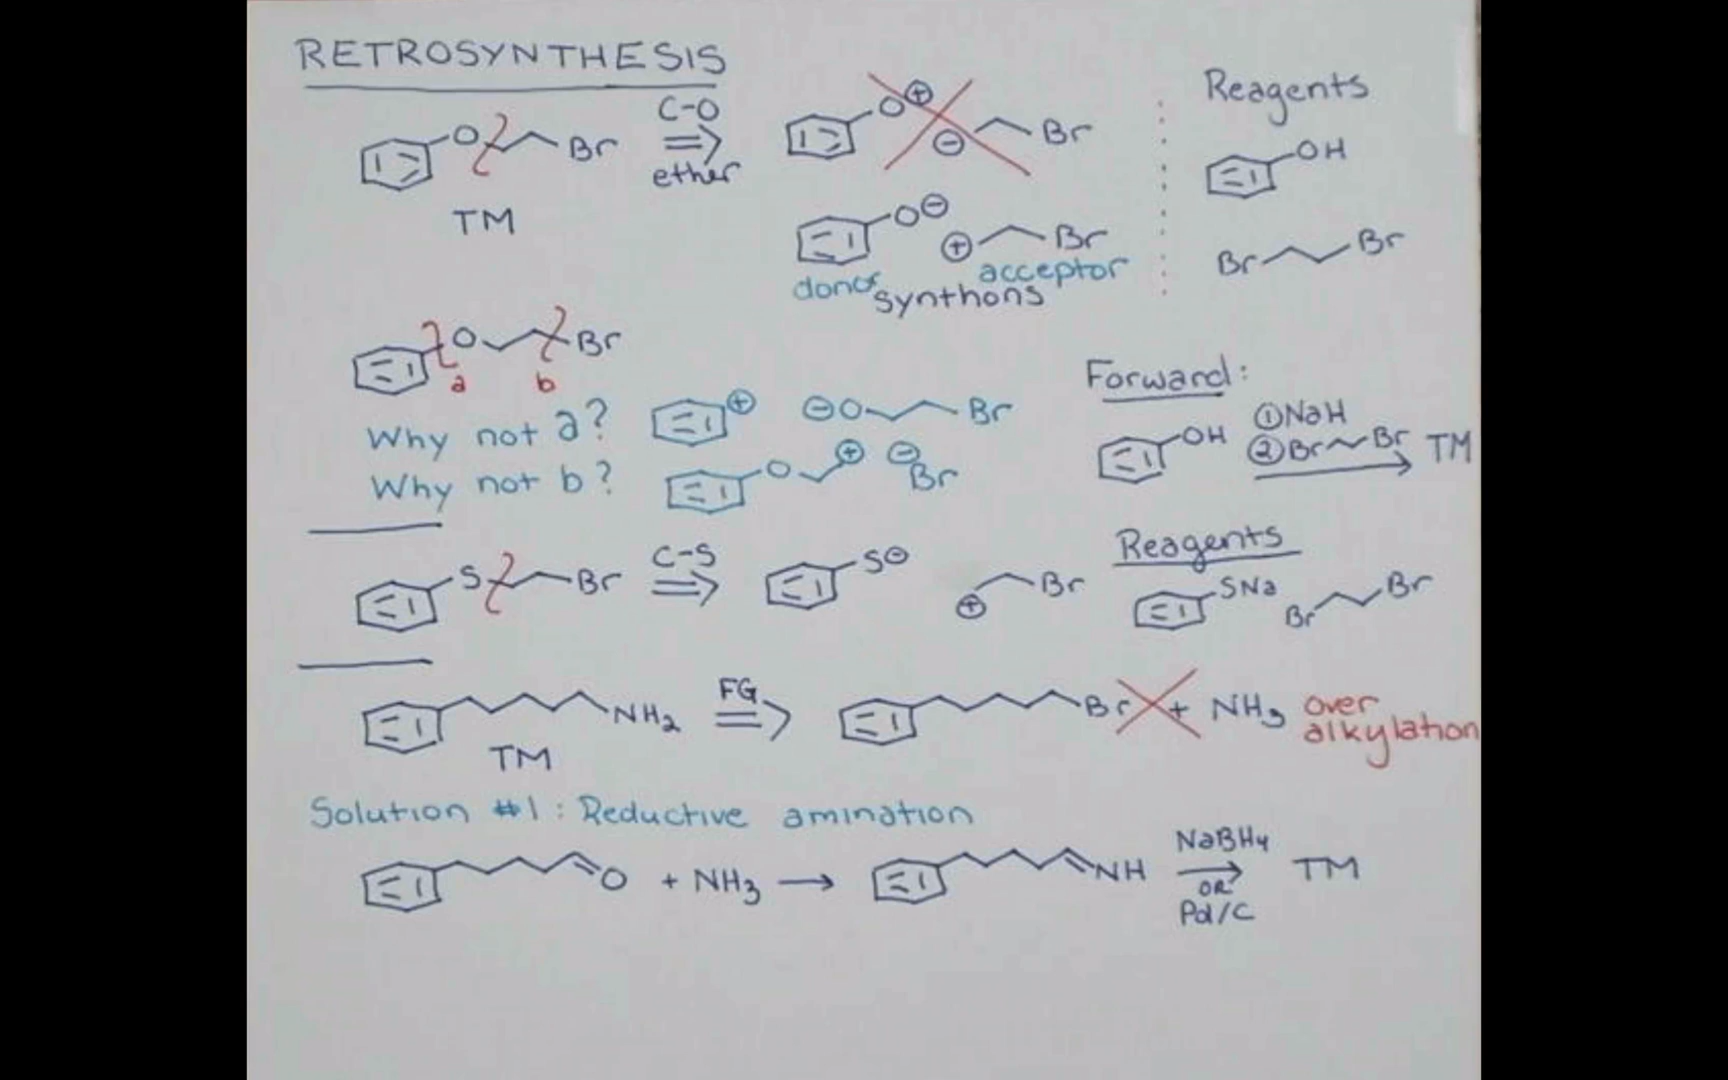 RETROSYNTHESIS
O Br C-O ⇒ ether O⊕ ⊖ Br
TM
O⊖ ⊕ Br
donor acceptor
synthons
Reagents
OH
Br Br
O Br
a b
Why not a? ⊕ ⊖O Br
Why not b? O ⊕ ⊖Br
Forward:
OH ①NaH ②Br Br → TM
S Br C-S ⇒ S⊖ ⊕ Br
Reagents
SNa Br Br
NH₂ FG ⇒ Br + NH₃ over
alkylation
TM
Solution #1: Reductive amination
O + NH₃ → NH NaBH₄ → OR Pd/C TM